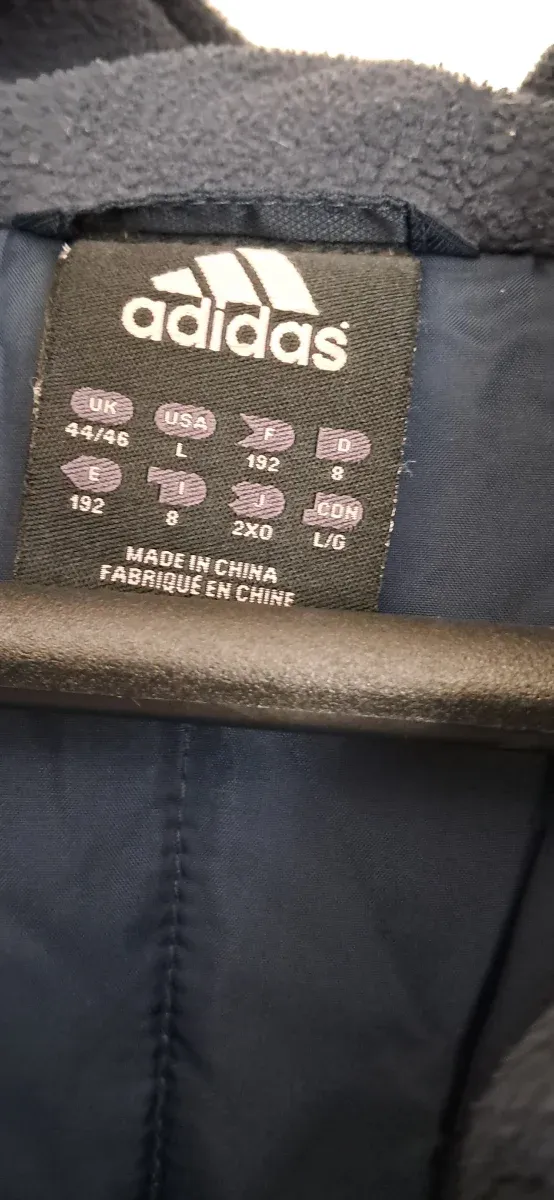 adidas
UK USA F D
44/46 L 192 8
E I J CDN
192 8 2XO L/G
MADE IN CHINA
FABRIQUÉ EN CHINE